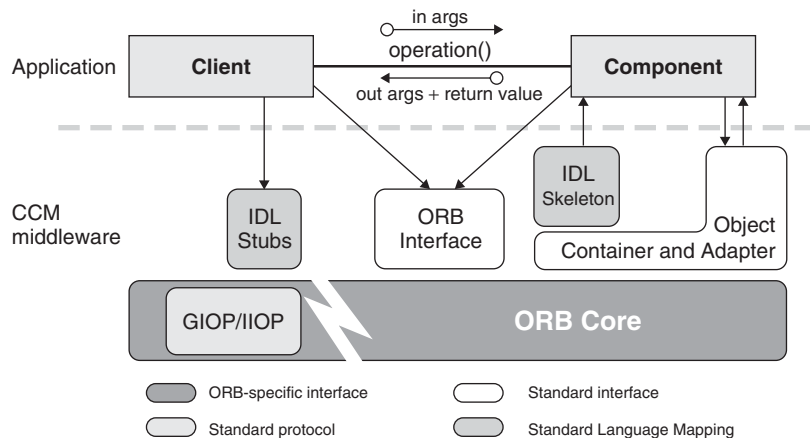 in args
Application
Client
operation()
Component
out args + return value
CCM
middleware
IDL
Stubs
ORB
Interface
IDL
Skeleton
Object
Container and Adapter
GIOP/IIOP
ORB Core
ORB-specific interface
Standard interface
Standard protocol
Standard Language Mapping